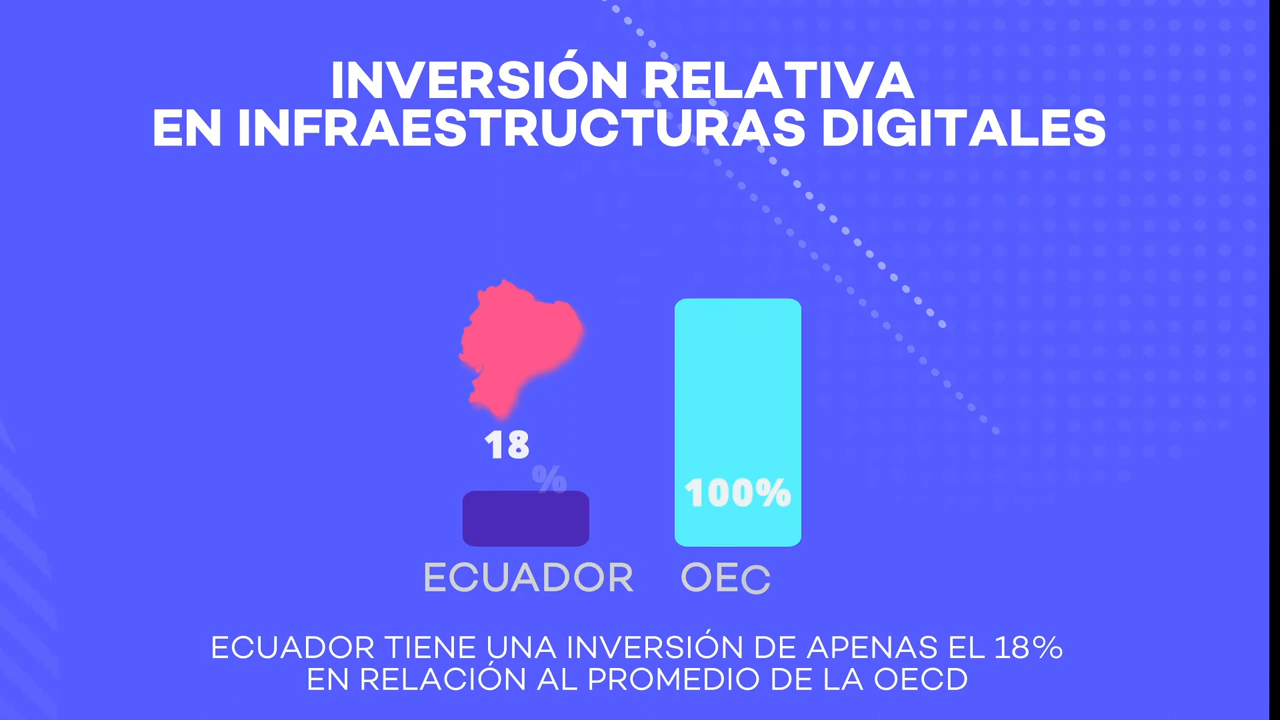 INVERSIÓN RELATIVA
EN INFRAESTRUCTURAS DIGITALES
18
%
100%
ECUADOR
OEC
ECUADOR TIENE UNA INVERSIÓN DE APENAS EL 18%
EN RELACIÓN AL PROMEDIO DE LA OECD